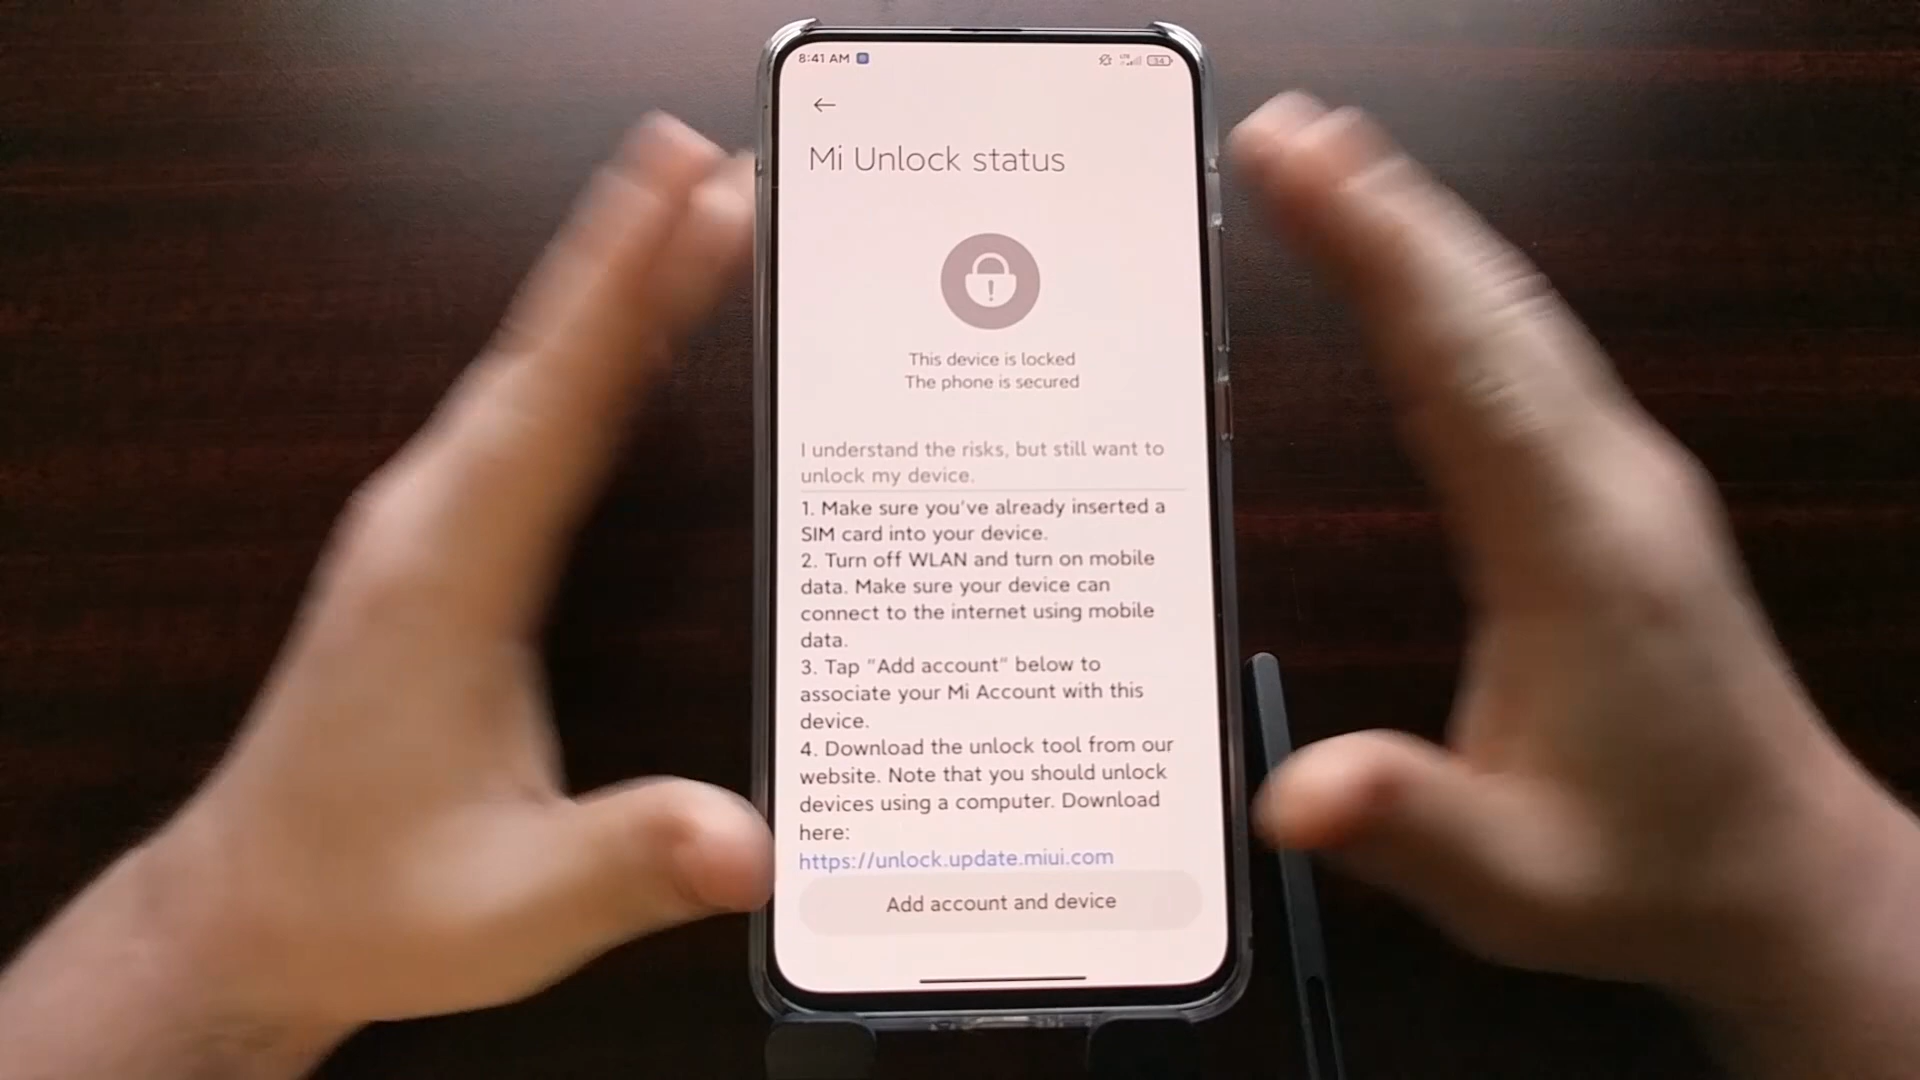 8:41 AM
34
Mi Unlock status
This device is locked
The phone is secured
I understand the risks, but still want to
unlock my device.
1. Make sure you've already inserted a
SIM card into your device.
2. Turn off WLAN and turn on mobile
data. Make sure your device can
connect to the internet using mobile
data.
3. Tap "Add account" below to
associate your Mi Account with this
device.
4. Download the unlock tool from our
website. Note that you should unlock
devices using a computer. Download
here:
https://unlock.update.miui.com
Add account and device